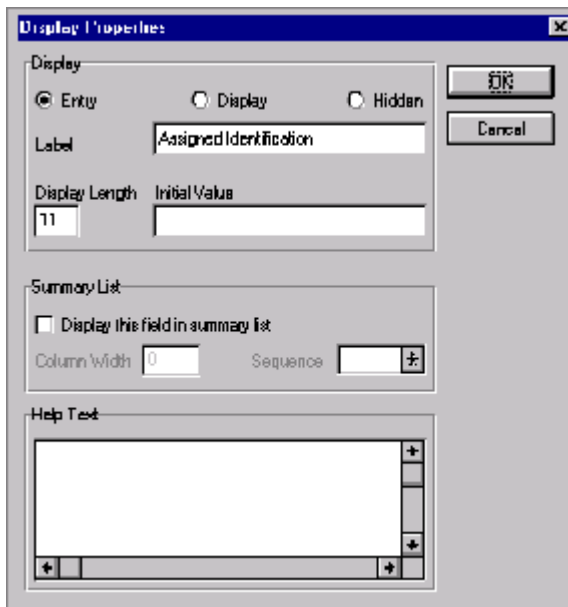 Display Properties
Display
OK
Entry Display Hidden
Cancel
Label Assigned Identification
Display Length Initial Value
11
Summary List
Display this field in summary list
Column Width 0 Sequence
Help Text